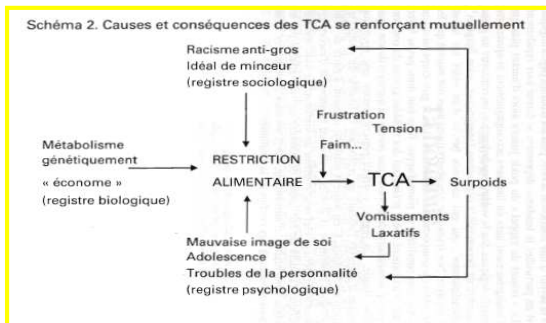 Schéma 2. Causes et conséquences des TCA se renforçant mutuellement
Racisme anti-gros
Idéal de minceur
(registre sociologique)
Frustration
Tension
Faim...
Métabolisme
génétiquement
« économe »
(registre biologique)
RESTRICTION
ALIMENTAIRE
TCA
Surpoids
Vomissements
Laxatifs
Mauvaise image de soi
Adolescence
Troubles de la personnalité
(registre psychologique)